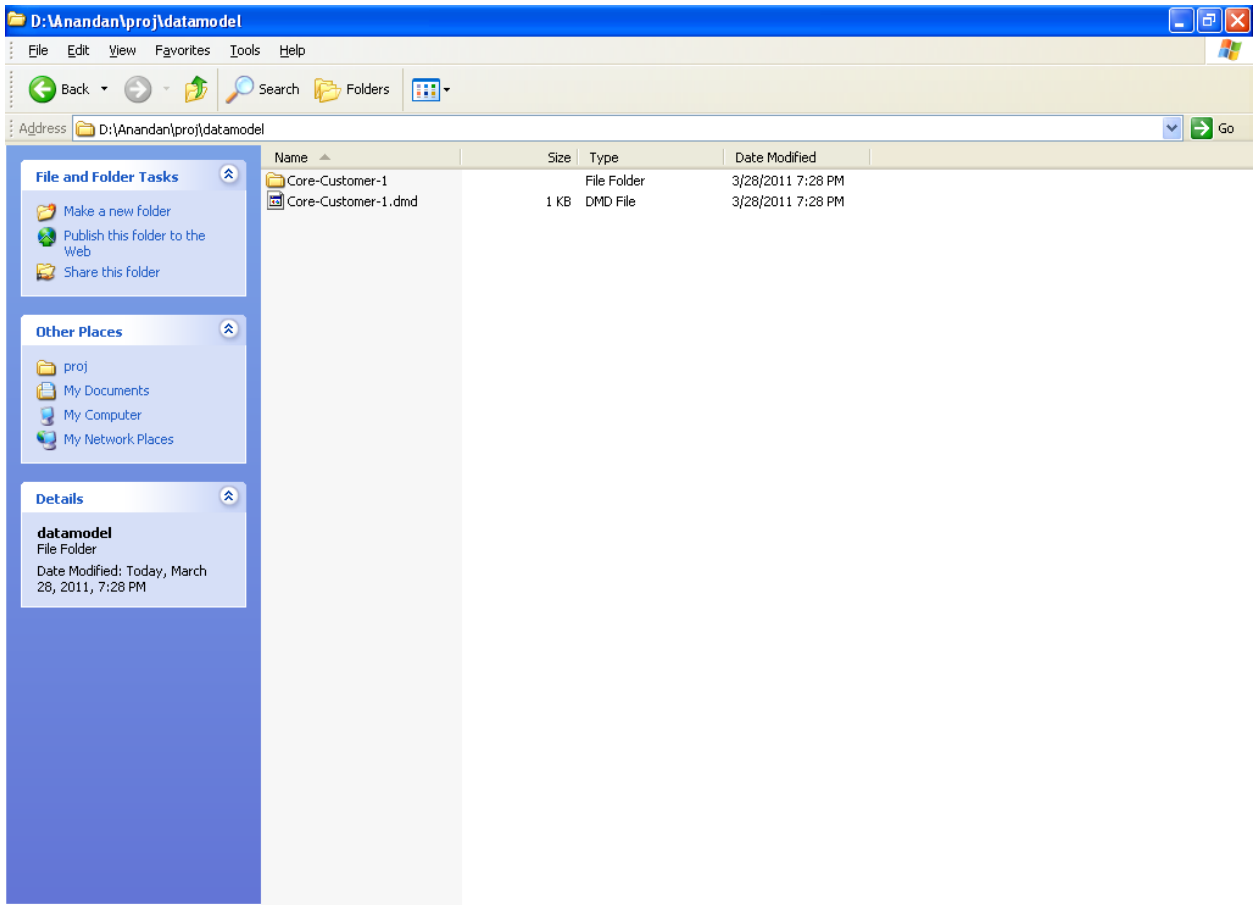 D:\Anandan\proj\datamodel
File Edit View Favorites Tools Help
Back Search Folders
Address D:\Anandan\proj\datamodel Go
Name Size Type Date Modified
Core-Customer-1 File Folder 3/28/2011 7:28 PM
Core-Customer-1.dmd 1 KB DMD File 3/28/2011 7:28 PM
File and Folder Tasks
Make a new folder
Publish this folder to the
Web
Share this folder
Other Places
proj
My Documents
My Computer
My Network Places
Details
datamodel
File Folder
Date Modified: Today, March
28, 2011, 7:28 PM